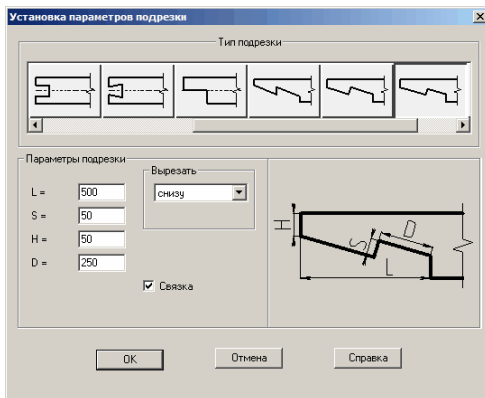 Установка параметров подрезки
Тип подрезки
Параметры подрезки
L = 500
S = 50
H = 50
D = 250
Вырезать
снизу
Связка
H
S
D
L
OK
Отмена
Справка